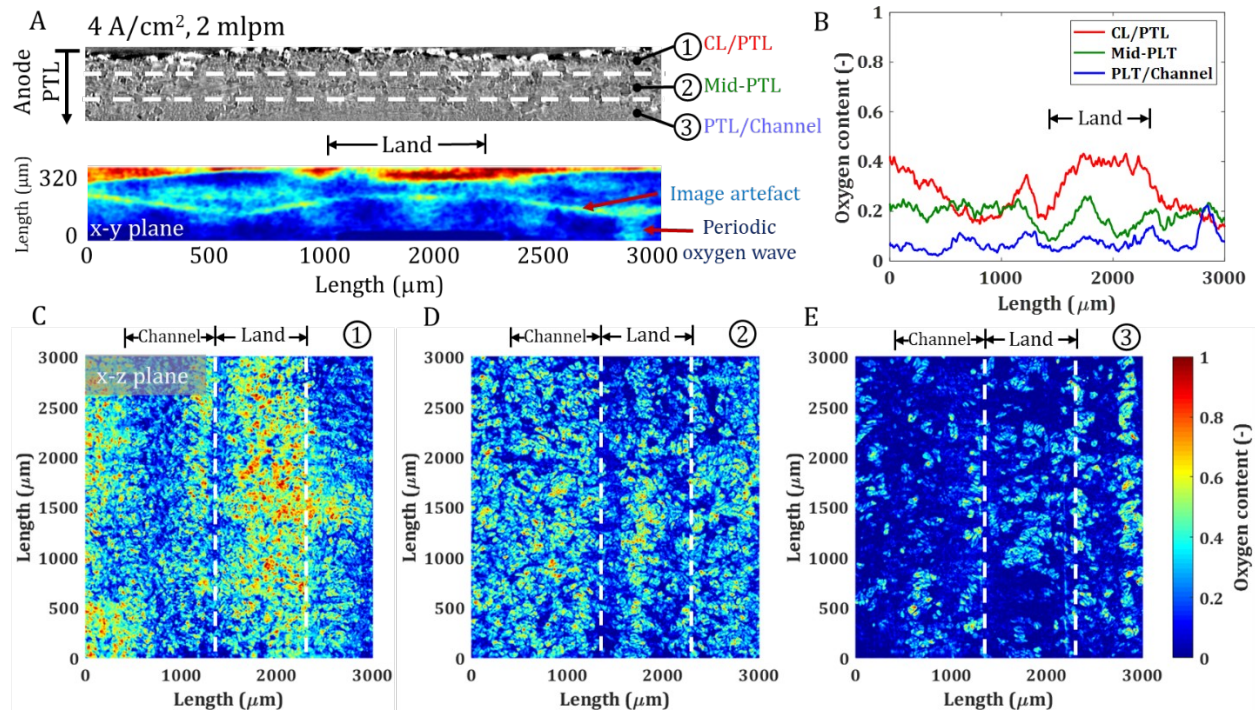 A
4 A/cm², 2 mlpm
Anode
PTL
① CL/PTL
② Mid-PTL
③ PTL/Channel
Land
Length (μm)
320
0
x-y plane
Image artefact
Periodic
oxygen wave
0 500 1000 1500 2000 2500 3000
Length (μm)
B
Oxygen content (-)
1
0.8
0.6
0.4
0.2
0
CL/PTL
Mid-PLT
PLT/Channel
Land
0 1000 2000 3000
Length (μm)
C
Channel Land ①
x-z plane
Length (μm)
3000
2500
2000
1500
1000
500
0
0 1000 2000 3000
Length (μm)
D
Channel Land ②
Length (μm)
3000
2500
2000
1500
1000
500
0
0 1000 2000 3000
Length (μm)
E
Channel Land ③
Length (μm)
3000
2500
2000
1500
1000
500
0
0 1000 2000 3000
Length (μm)
1
0.8
0.6
0.4
0.2
0
Oxygen content (-)